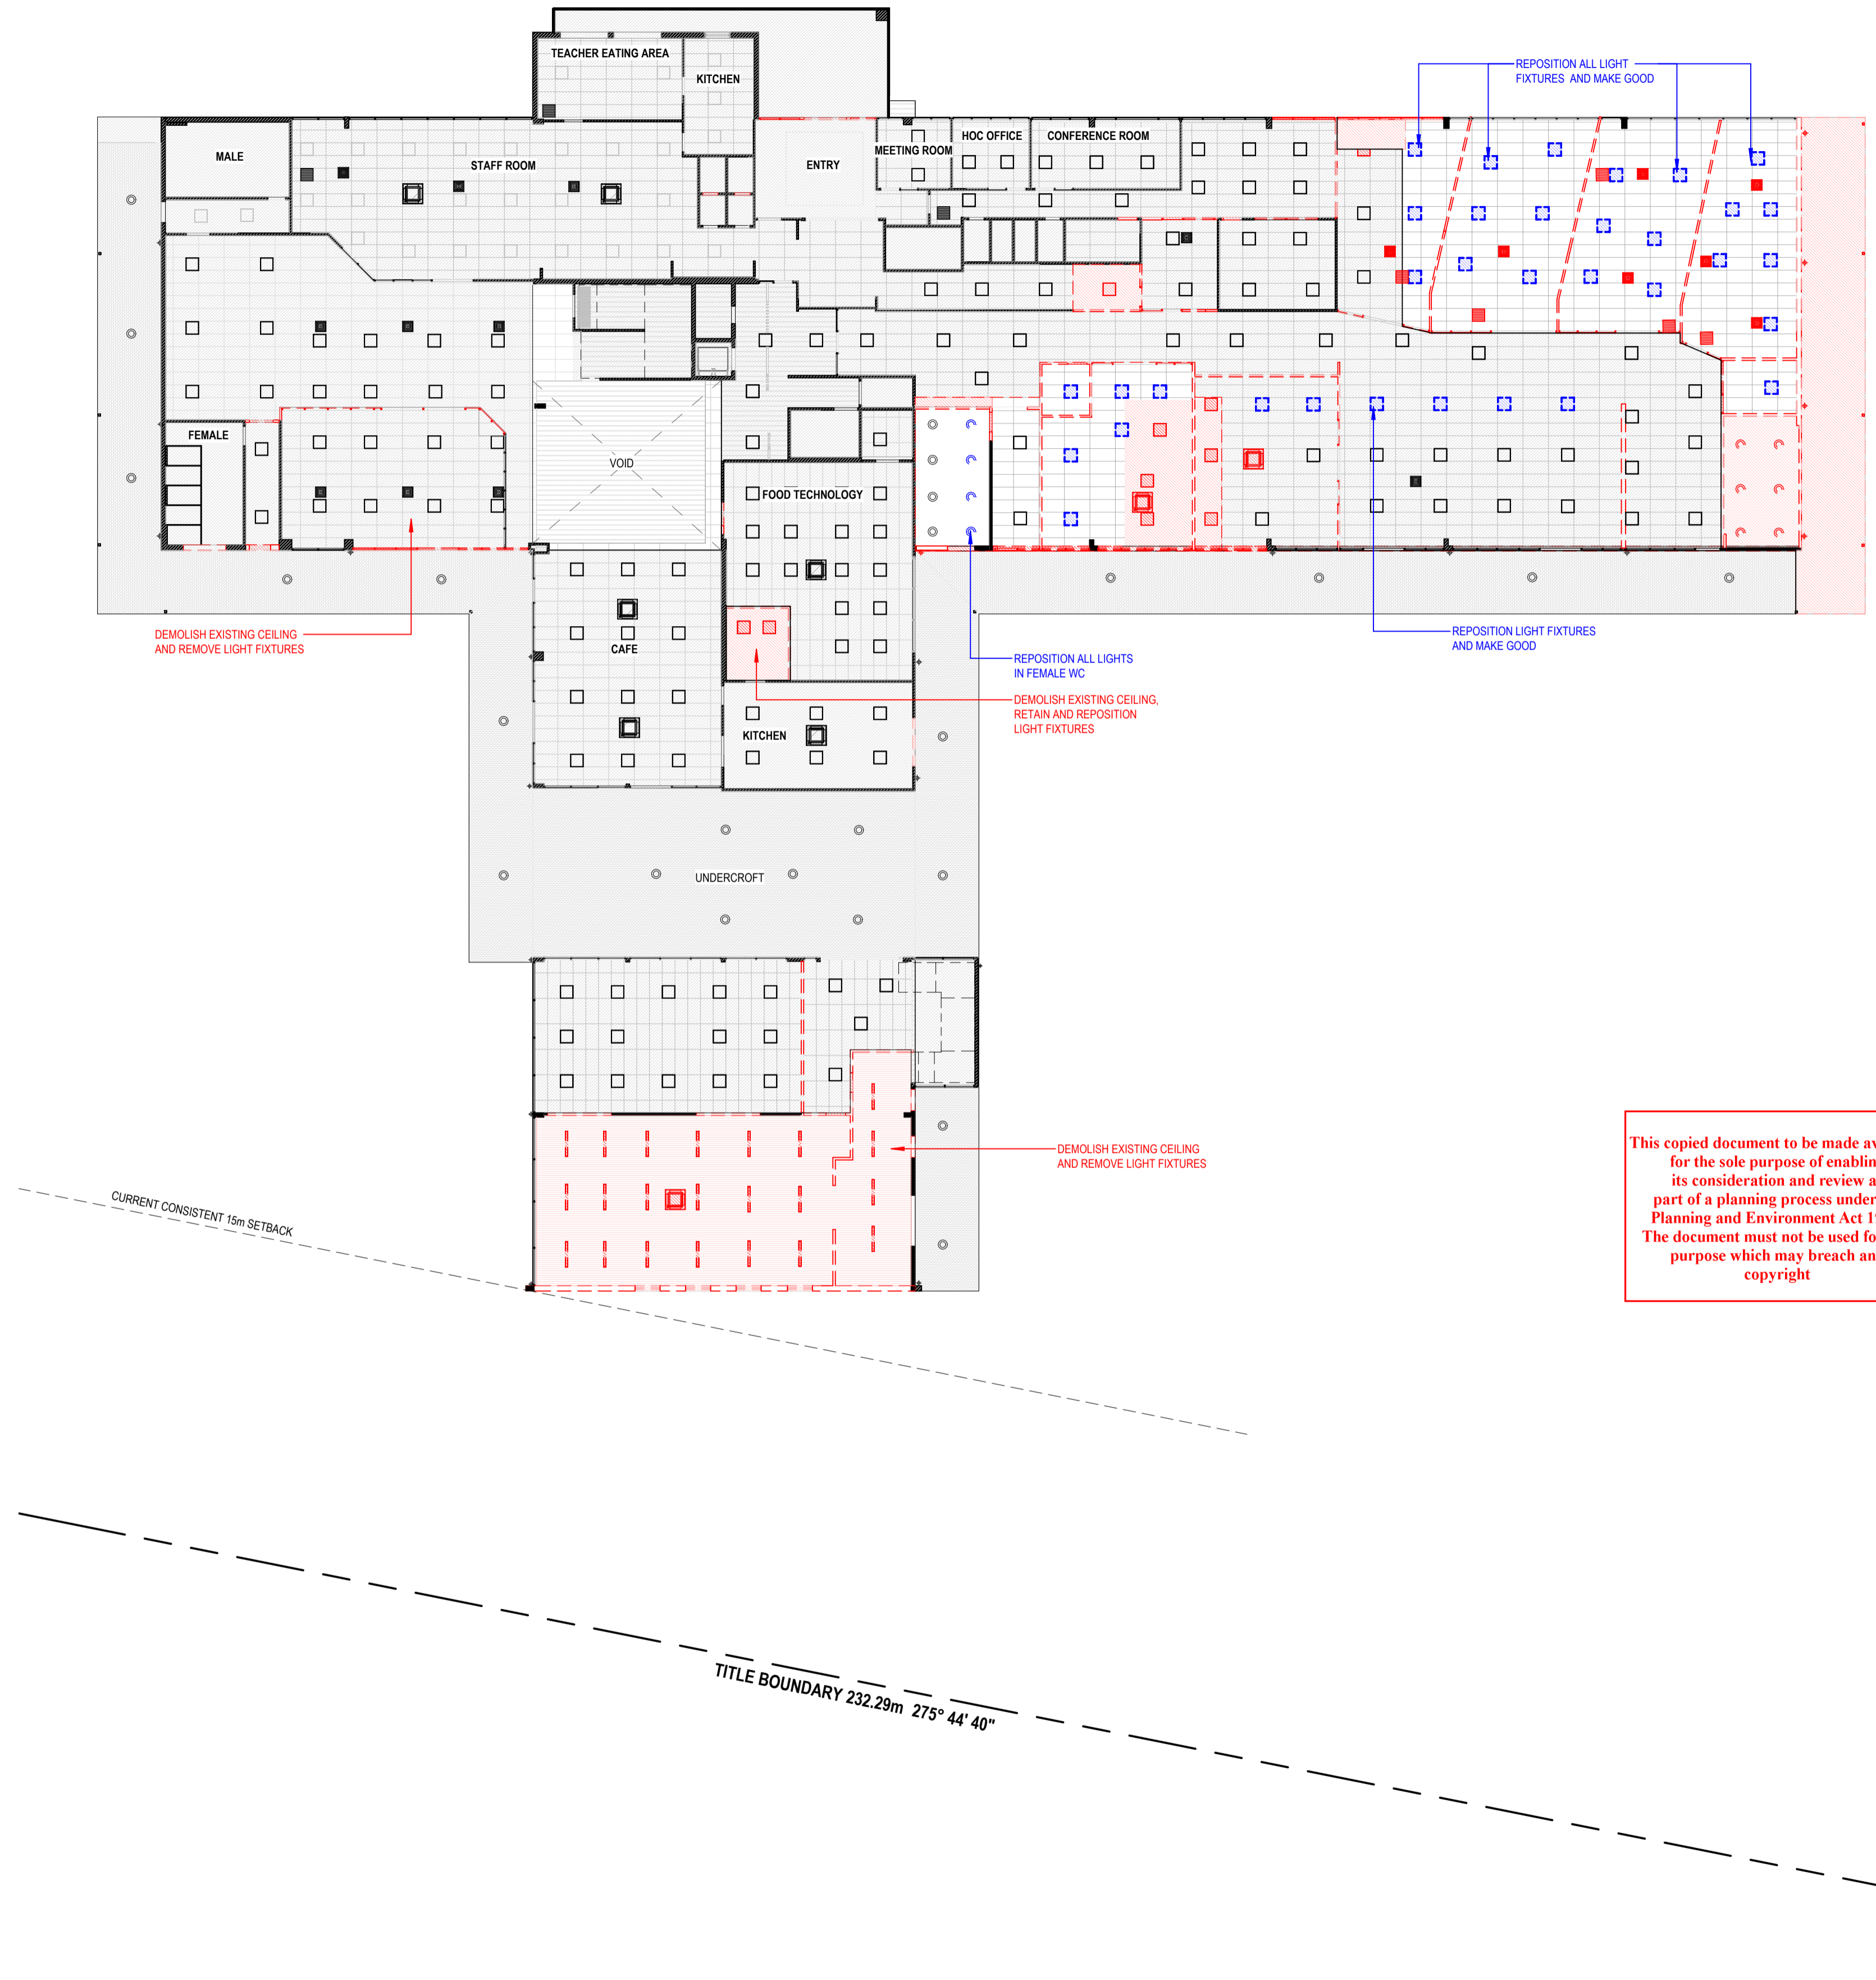 TEACHER EATING AREA
KITCHEN
REPOSITION ALL LIGHT
FIXTURES AND MAKE GOOD
MALE
STAFF ROOM
ENTRY
MEETING ROOM
HOC OFFICE
CONFERENCE ROOM
FEMALE
VOID
FOOD TECHNOLOGY
DEMOLISH EXISTING CEILING
AND REMOVE LIGHT FIXTURES
CAFE
REPOSITION ALL LIGHTS
IN FEMALE WC
REPOSITION LIGHT FIXTURES
AND MAKE GOOD
DEMOLISH EXISTING CEILING,
RETAIN AND REPOSITION
LIGHT FIXTURES
KITCHEN
UNDERCROFT
DEMOLISH EXISTING CEILING
AND REMOVE LIGHT FIXTURES
This copied document to be made av
for the sole purpose of enablin
its consideration and review a
part of a planning process under
Planning and Environment Act 1
The document must not be used fo
purpose which may breach an
copyright
CURRENT CONSISTENT 15m SETBACK
TITLE BOUNDARY 232.29m 275° 44' 40"